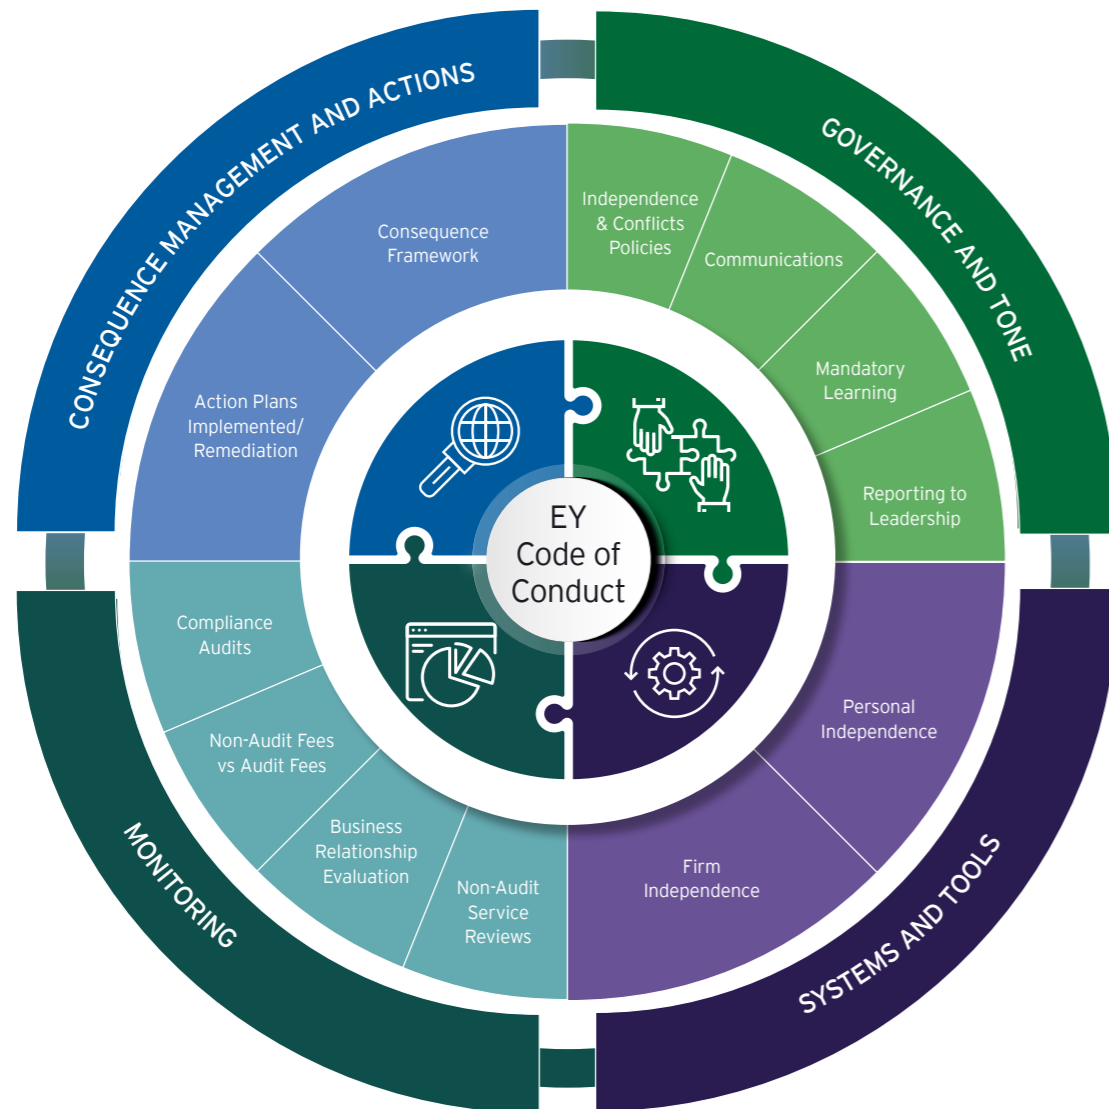 CONSEQUENCE MANAGEMENT AND ACTIONS
GOVERNANCE AND TONE
Consequence
Framework
Independence
& Conflicts
Policies
Communications
Mandatory
Learning
Reporting to
Leadership
Action Plans
Implemented/
Remediation
EY
Code of
Conduct
Compliance
Audits
Non-Audit Fees
vs Audit Fees
Business
Relationship
Evaluation
Non-Audit
Service
Reviews
Personal
Independence
Firm
Independence
MONITORING
SYSTEMS AND TOOLS